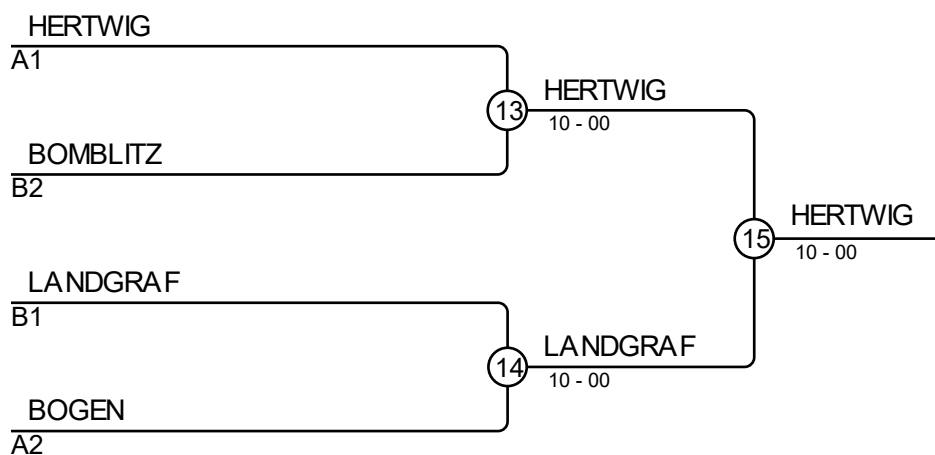 HERTWIG
A1
13
HERTWIG
10 - 00
BOMBLITZ
B2
15
HERTWIG
10 - 00
LANDGRAF
B1
14
LANDGRAF
10 - 00
BOGEN
A2